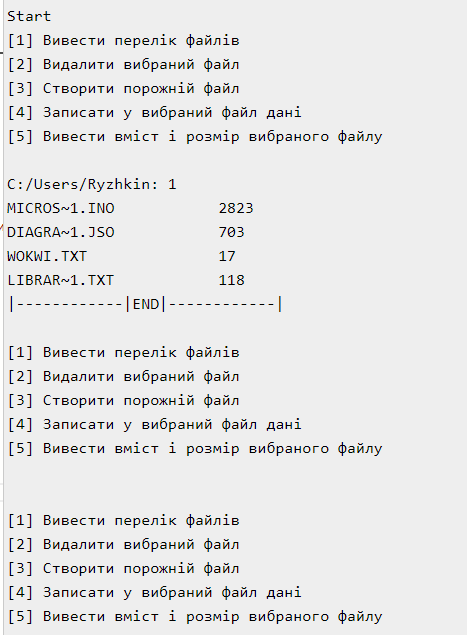 Start
[1] Вивести перелік файлів
[2] Видалити вибраний файл
[3] Створити порожній файл
[4] Записати у вибраний файл дані
[5] Вивести вміст і розмір вибраного файлу
C:/Users/Ryzhkin: 1
MICROS~1.INO 2823
DIAGRA~1.JSO 703
WOKWI.TXT 17
LIBRAR~1.TXT 118
|------------|END|------------|
[1] Вивести перелік файлів
[2] Видалити вибраний файл
[3] Створити порожній файл
[4] Записати у вибраний файл дані
[5] Вивести вміст і розмір вибраного файлу
[1] Вивести перелік файлів
[2] Видалити вибраний файл
[3] Створити порожній файл
[4] Записати у вибраний файл дані
[5] Вивести вміст і розмір вибраного файлу